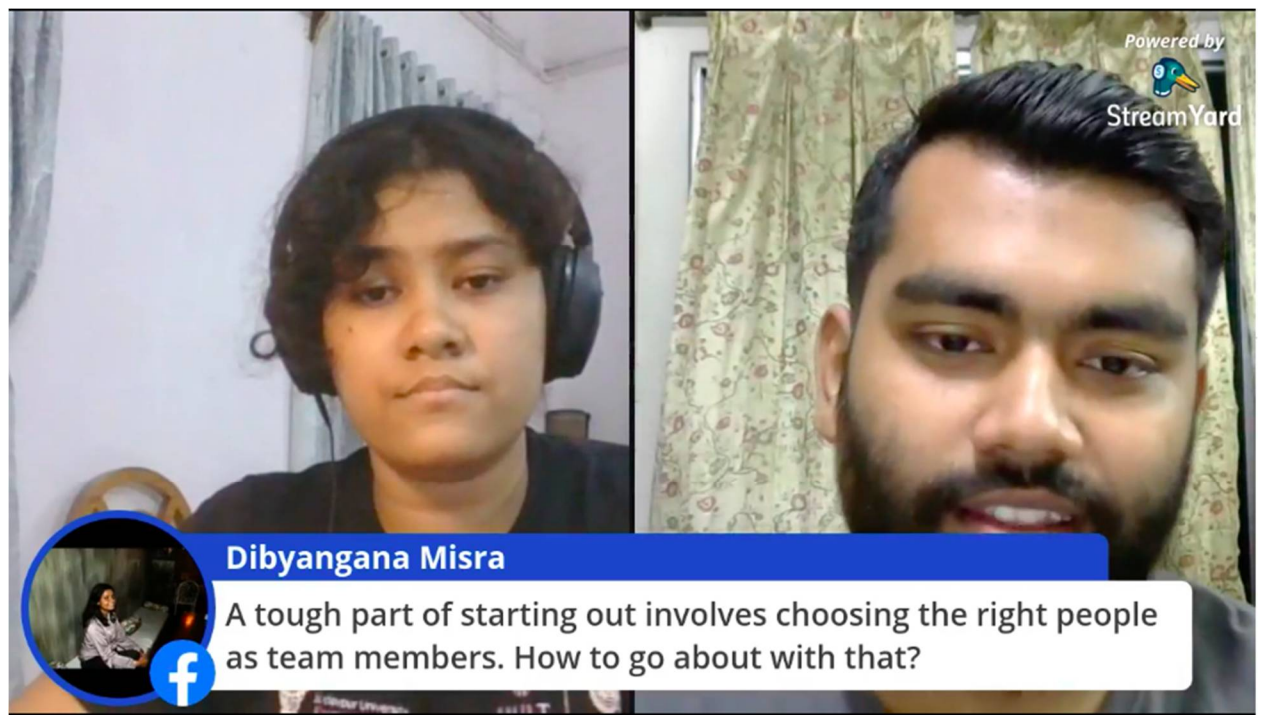 Powered by
StreamYard
Dibyangana Misra
A tough part of starting out involves choosing the right people
as team members. How to go about with that?